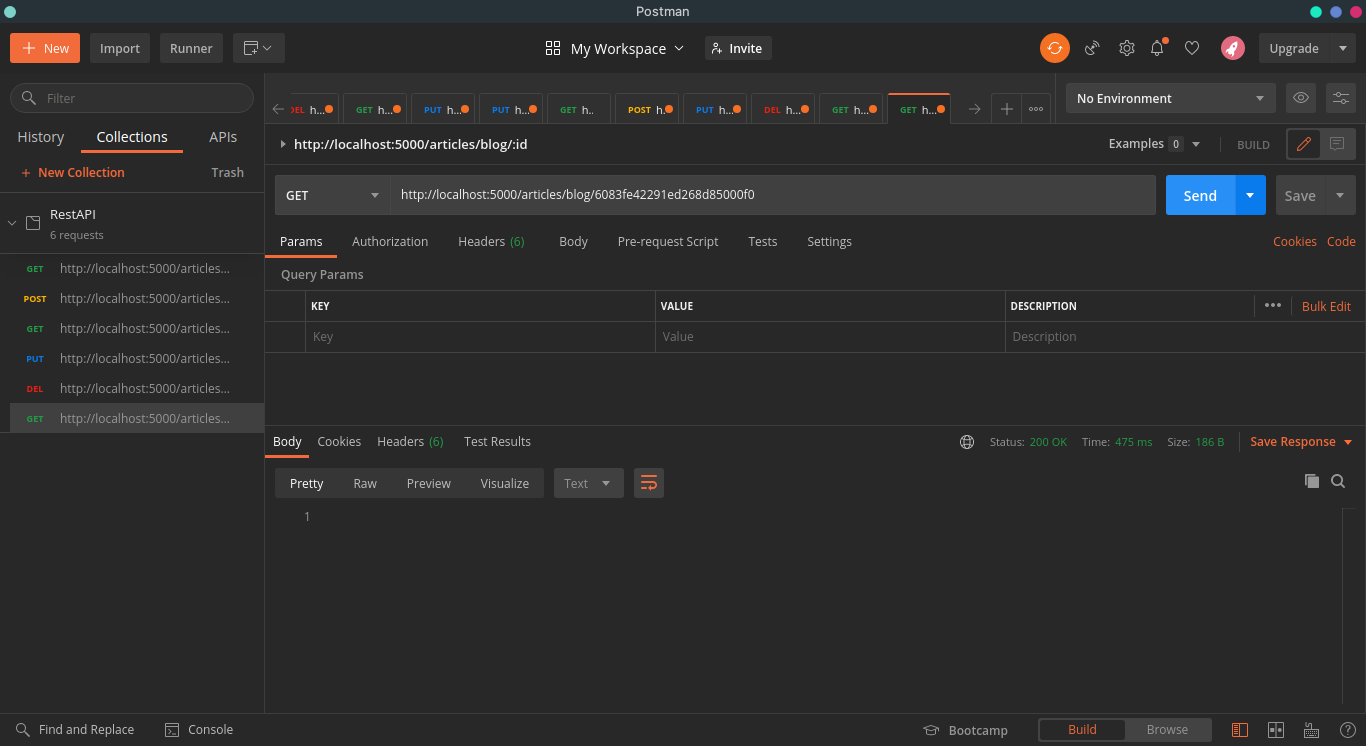 Postman
New Import Runner My Workspace Invite Upgrade
Filter
DEL h... GET h... PUT h... PUT h... GET h.. POST h. PUT h... DEL h... GET h... GET h... No Environment
History Collections APIs
http://localhost:5000/articles/blog/:id Examples 0 BUILD
+ New Collection Trash
RestAPI
6 requests
GET http://localhost:5000/articles/blog/6083fe42291ed268d85000f0 Send Save
GET http://localhost:5000/articles...
POST http://localhost:5000/articles...
GET http://localhost:5000/articles...
PUT http://localhost:5000/articles...
DEL http://localhost:5000/articles...
GET http://localhost:5000/articles...
Params Authorization Headers (6) Body Pre-request Script Tests Settings Cookies Code
Query Params
KEY VALUE DESCRIPTION ••• Bulk Edit
Key Value Description
Body Cookies Headers (6) Test Results Status: 200 OK Time: 475 ms Size: 186 B Save Response
Pretty Raw Preview Visualize Text
1
Find and Replace Console Bootcamp Build Browse